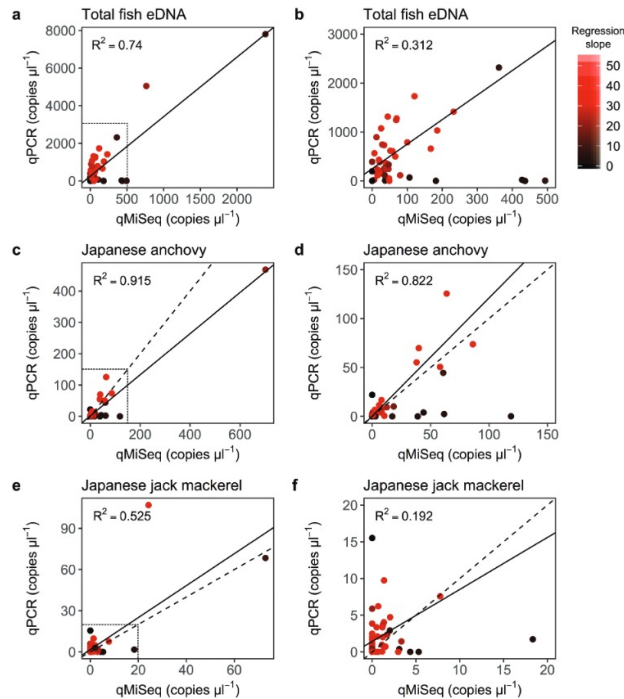 a Total fish eDNA
R² = 0.74
8000
6000
4000
2000
0
qPCR (copies µl⁻¹)
0 500 1000 1500 2000
qMiSeq (copies µl⁻¹)
b Total fish eDNA
R² = 0.312
3000
2000
1000
0
qPCR (copies µl⁻¹)
0 100 200 300 400 500
qMiSeq (copies µl⁻¹)
Regression
slope
50
40
30
20
10
0
c Japanese anchovy
R² = 0.915
400
300
200
100
0
qPCR (copies µl⁻¹)
0 200 400 600
qMiSeq (copies µl⁻¹)
d Japanese anchovy
R² = 0.822
150
100
50
0
qPCR (copies µl⁻¹)
0 50 100 150
qMiSeq (copies µl⁻¹)
e Japanese jack mackerel
R² = 0.525
90
60
30
0
qPCR (copies µl⁻¹)
0 20 40 60
qMiSeq (copies µl⁻¹)
f Japanese jack mackerel
R² = 0.192
20
15
10
5
0
qPCR (copies µl⁻¹)
0 5 10 15 20
qMiSeq (copies µl⁻¹)